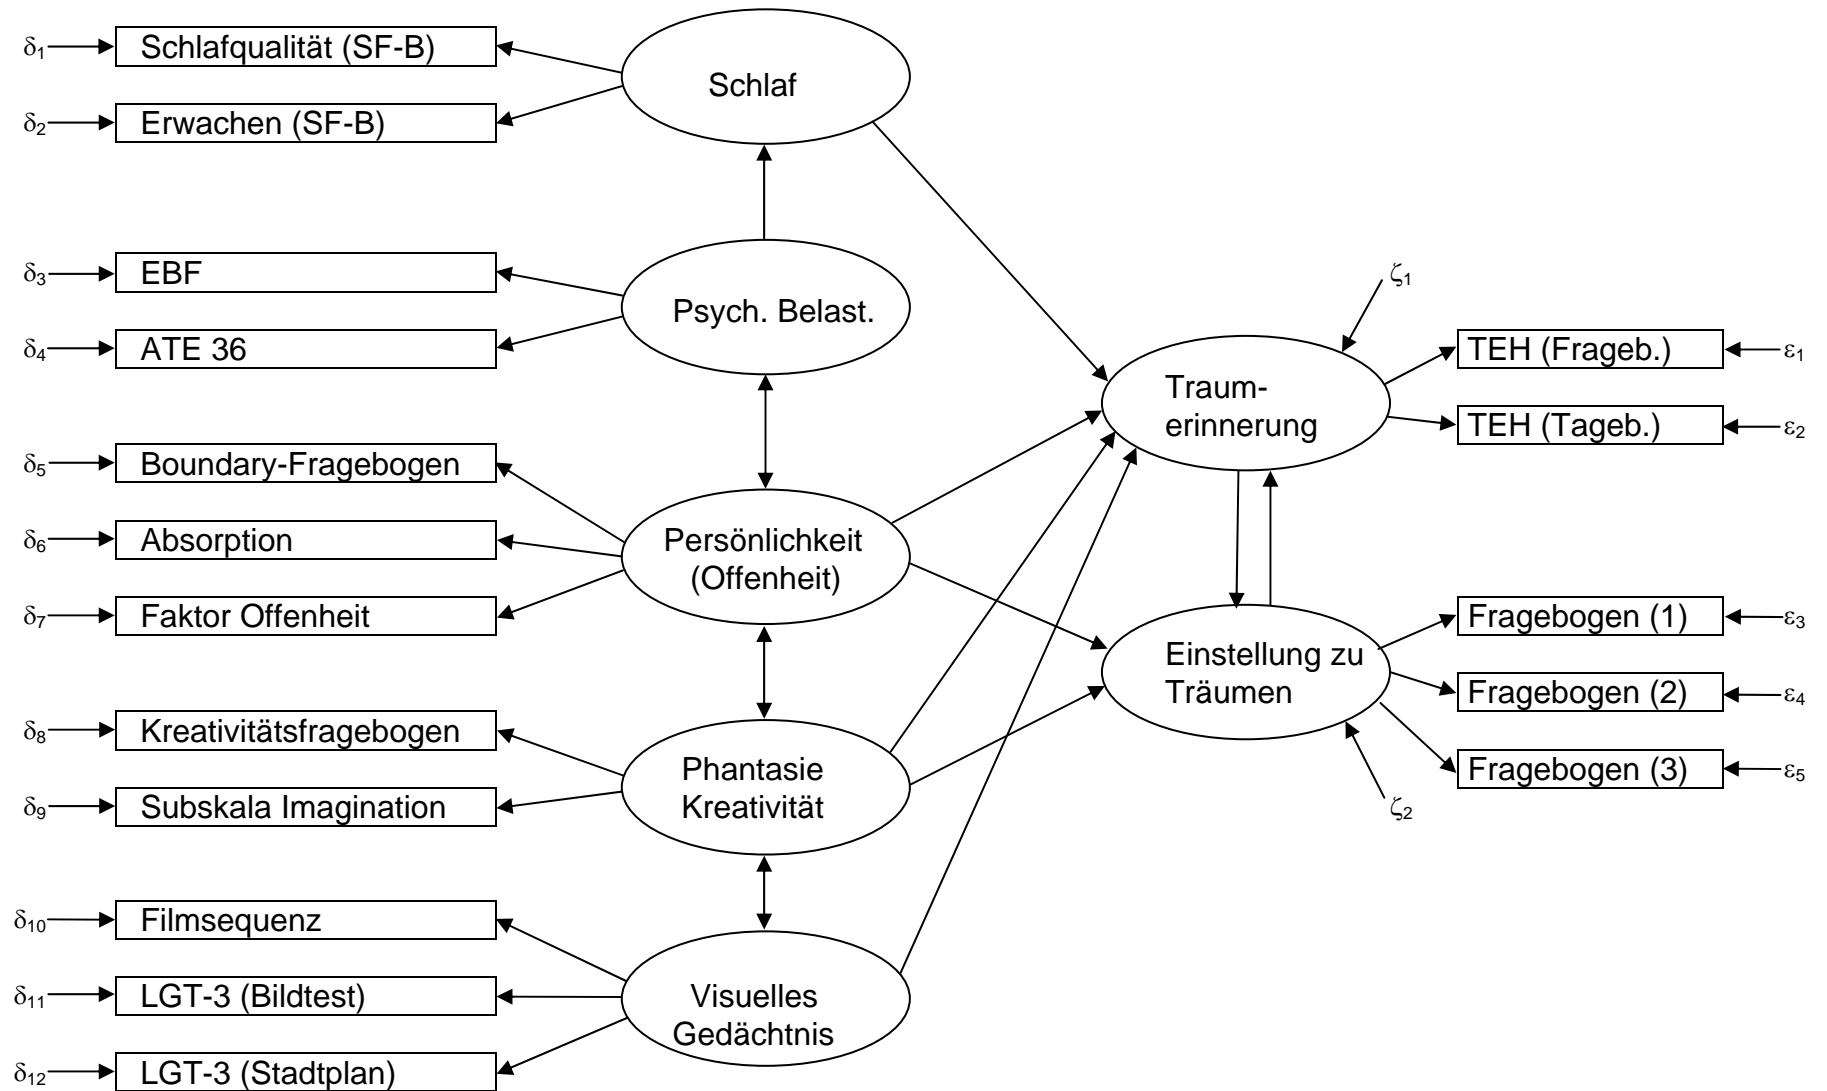 δ1 Schlafqualität (SF-B)
δ2 Erwachen (SF-B)
Schlaf
δ3 EBF
δ4 ATE 36
Psych. Belast.
δ5 Boundary-Fragebogen
δ6 Absorption
δ7 Faktor Offenheit
Persönlichkeit
(Offenheit)
δ8 Kreativitätsfragebogen
δ9 Subskala Imagination
Phantasie
Kreativität
δ10 Filmsequenz
δ11 LGT-3 (Bildtest)
δ12 LGT-3 (Stadtplan)
Visuelles
Gedächtnis
ζ1
Traum-
erinnerung
TEH (Frageb.) ε1
TEH (Tageb.) ε2
Einstellung zu
Träumen
ζ2
Fragebogen (1) ε3
Fragebogen (2) ε4
Fragebogen (3) ε5